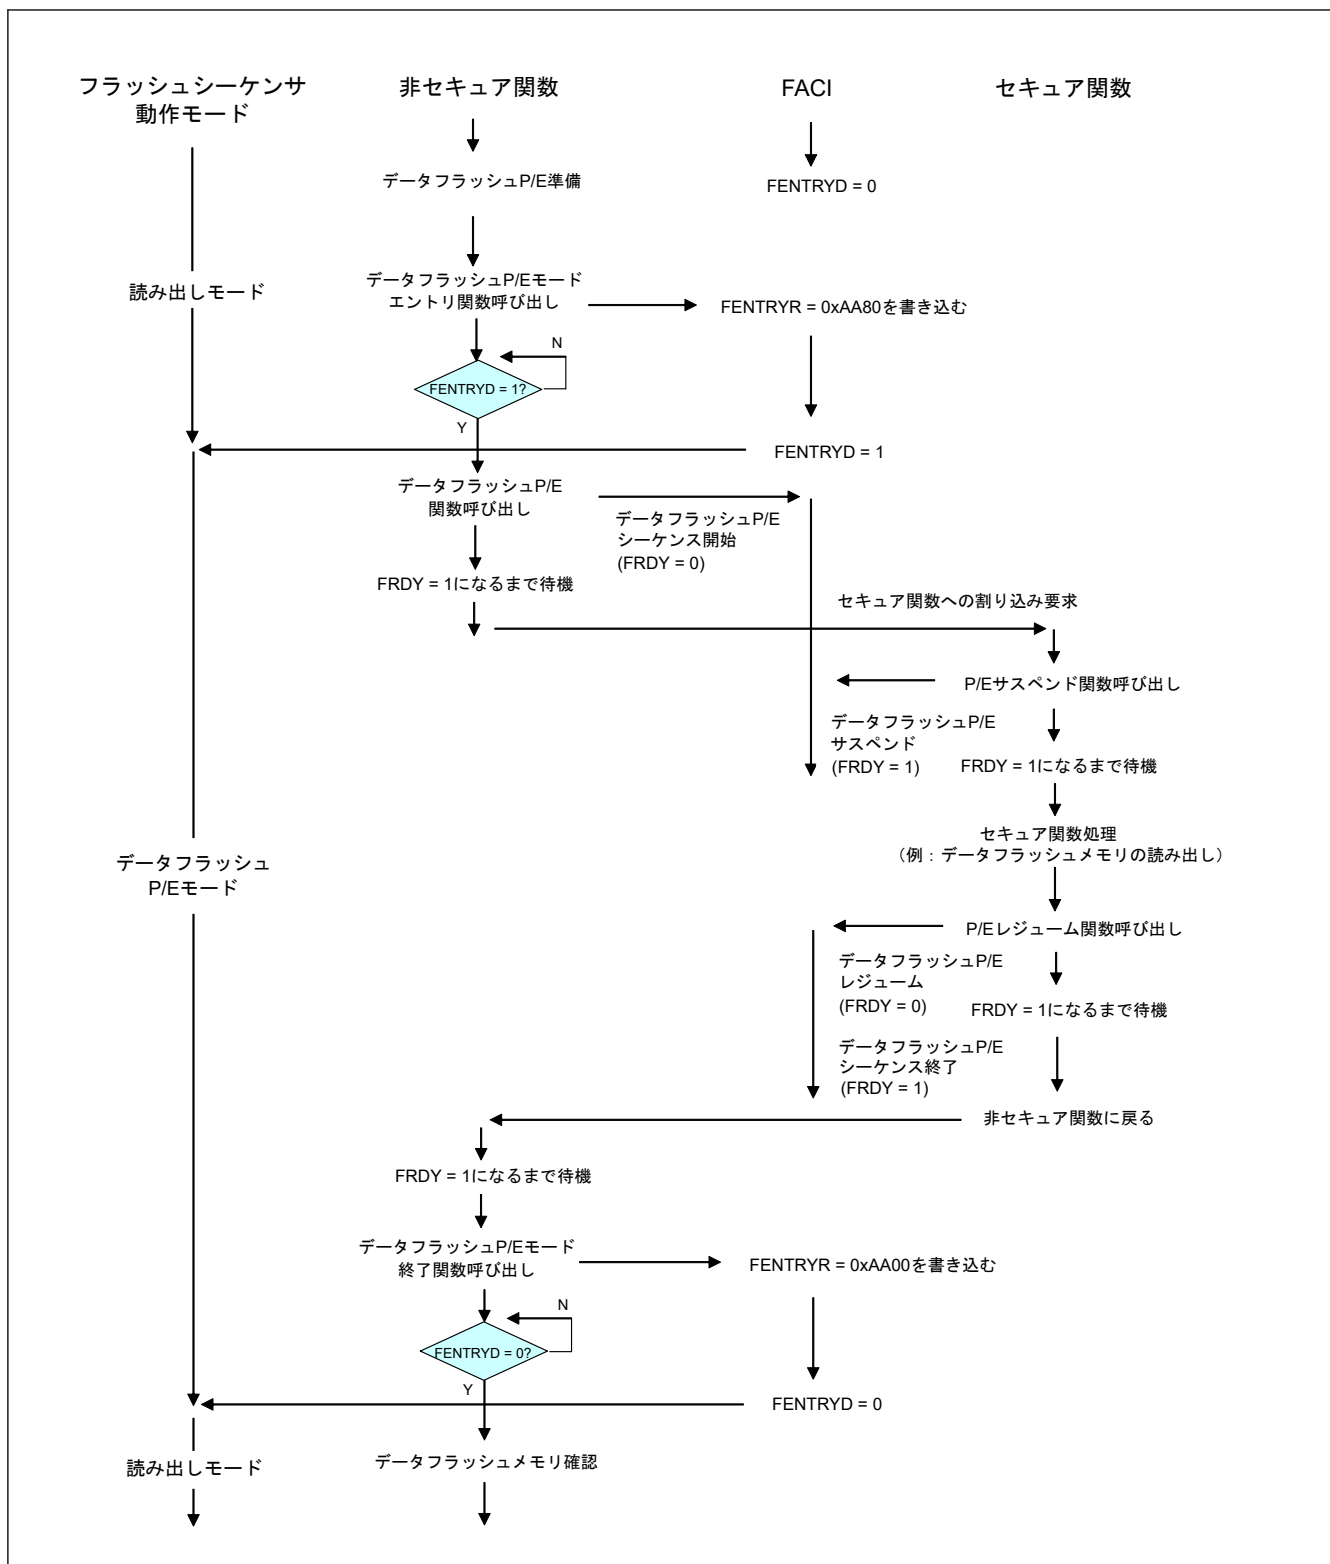 フラッシュシーケンサ
動作モード
非セキュア関数
FACI
セキュア関数
データフラッシュP/E準備
FENTRYD = 0
読み出しモード
データフラッシュP/Eモード
エントリ関数呼び出し
FENTRYR = 0xAA80を書き込む
N
FENTRYD = 1?
Y
FENTRYD = 1
データフラッシュP/E
関数呼び出し
データフラッシュP/E
シーケンス開始
(FRDY = 0)
FRDY = 1になるまで待機
セキュア関数への割り込み要求
P/Eサスペンド関数呼び出し
データフラッシュP/E
サスペンド
(FRDY = 1)
FRDY = 1になるまで待機
セキュア関数処理
（例：データフラッシュメモリの読み出し）
データフラッシュ
P/Eモード
P/Eレジューム関数呼び出し
データフラッシュP/E
レジューム
(FRDY = 0)
FRDY = 1になるまで待機
データフラッシュP/E
シーケンス終了
(FRDY = 1)
非セキュア関数に戻る
FRDY = 1になるまで待機
データフラッシュP/Eモード
終了関数呼び出し
FENTRYR = 0xAA00を書き込む
N
FENTRYD = 0?
Y
FENTRYD = 0
読み出しモード
データフラッシュメモリ確認